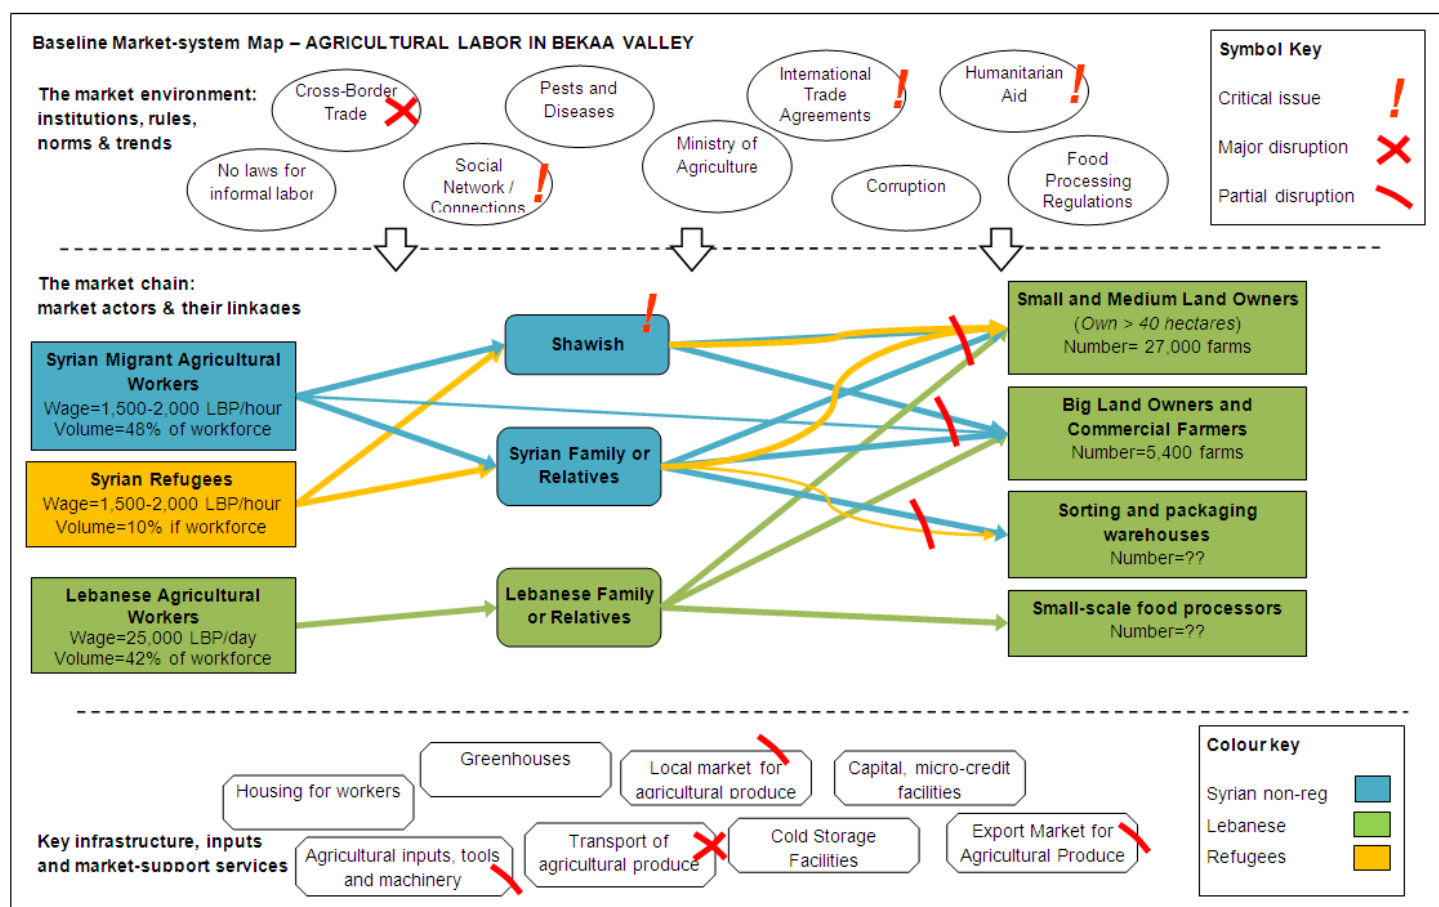 Baseline Market-system Map – AGRICULTURAL LABOR IN BEKAA VALLEY
The market environment:
institutions, rules,
norms & trends
Cross-Border
Trade
Pests and
Diseases
International
Trade
Agreements
Humanitarian
Aid
No laws for
informal labor
Social
Network /
Connections
Ministry of
Agriculture
Corruption
Food
Processing
Regulations
Symbol Key
Critical issue
Major disruption
Partial disruption
The market chain:
market actors & their linkages
Syrian Migrant Agricultural
Workers
Wage=1,500-2,000 LBP/hour
Volume=48% of workforce
Syrian Refugees
Wage=1,500-2,000 LBP/hour
Volume=10% if workforce
Lebanese Agricultural
Workers
Wage=25,000 LBP/day
Volume=42% of workforce
Shawish
Syrian Family or
Relatives
Lebanese Family
or Relatives
Small and Medium Land Owners
(Own > 40 hectares)
Number= 27,000 farms
Big Land Owners and
Commercial Farmers
Number=5,400 farms
Sorting and packaging
warehouses
Number=??
Small-scale food processors
Number=??
Key infrastructure, inputs
and market-support services
Housing for workers
Greenhouses
Local market for
agricultural produce
Capital, micro-credit
facilities
Agricultural inputs, tools
and machinery
Transport of
agricultural produce
Cold Storage
Facilities
Export Market for
Agricultural Produce
Colour key
Syrian non-reg
Lebanese
Refugees